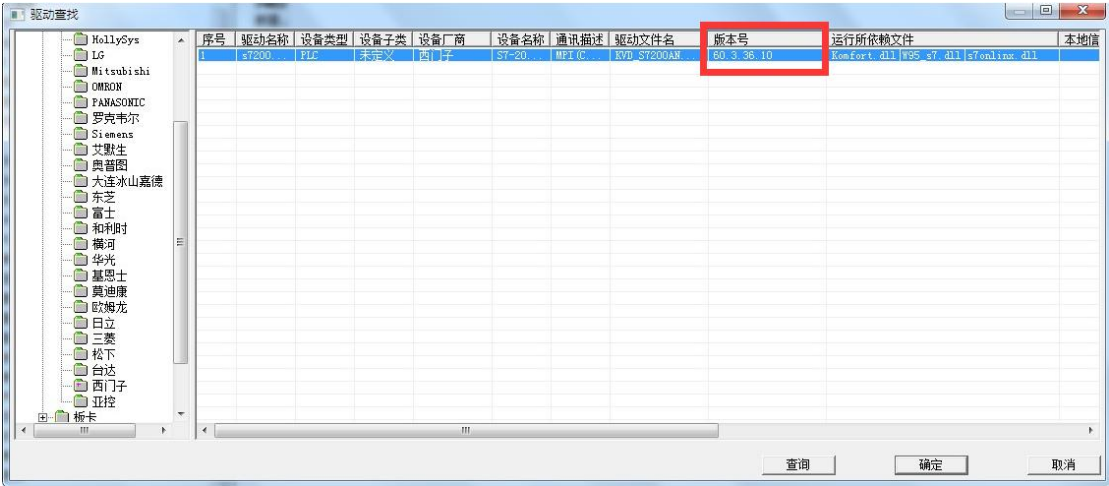 驱动查找
HollySys
LG
Mitsubishi
OMRON
PANASONIC
罗克韦尔
Siemens
艾默生
奥普图
大连冰山嘉德
东芝
富士
和利时
横河
华光
基恩士
莫迪康
欧姆龙
日立
三菱
松下
台达
西门子
亚控
板卡
序号 驱动名称 设备类型 设备子类 设备厂商 设备名称 通讯描述 驱动文件名 版本号 运行所依赖文件 本地信
1 s7200... PLC 未定义 西门子 S7-20... MPI(C... KVD_S7200AN... 60.3.36.10 Komfort.dll|W95_s7.dll|s7onlinx.dll
查询 确定 取消